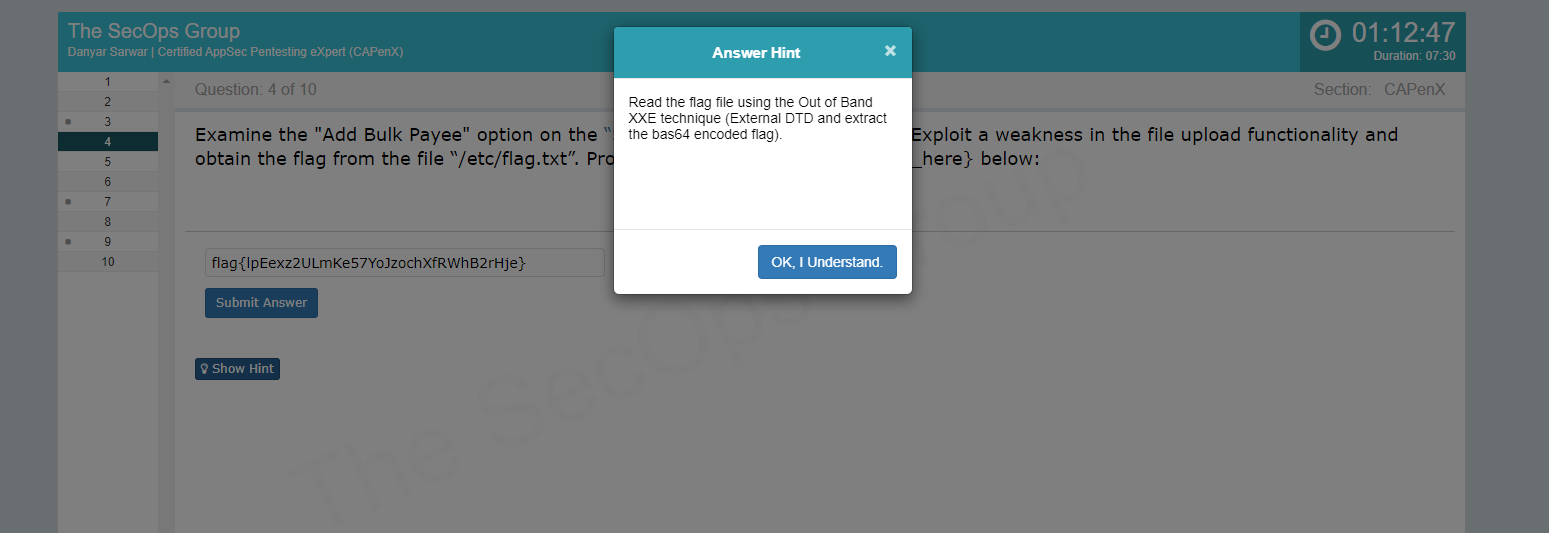 The SecOps Group
Danyar Sarwar | Certified AppSec Pentesting eXpert (CAPenX)
01:12:47
Duration: 07:30
Answer Hint
×
Read the flag file using the Out of Band
XXE technique (External DTD and extract
the bas64 encoded flag).
OK, I Understand.
1
2
3
4
5
6
7
8
9
10
Question: 4 of 10
Section: CAPenX
Examine the "Add Bulk Payee" option on the “ Exploit a weakness in the file upload functionality and
obtain the flag from the file “/etc/flag.txt”. Pro _here} below:
flag{lpEexz2ULmKe57YoJzochXfRWhB2rHje}
Submit Answer
Show Hint
The SecOps Group